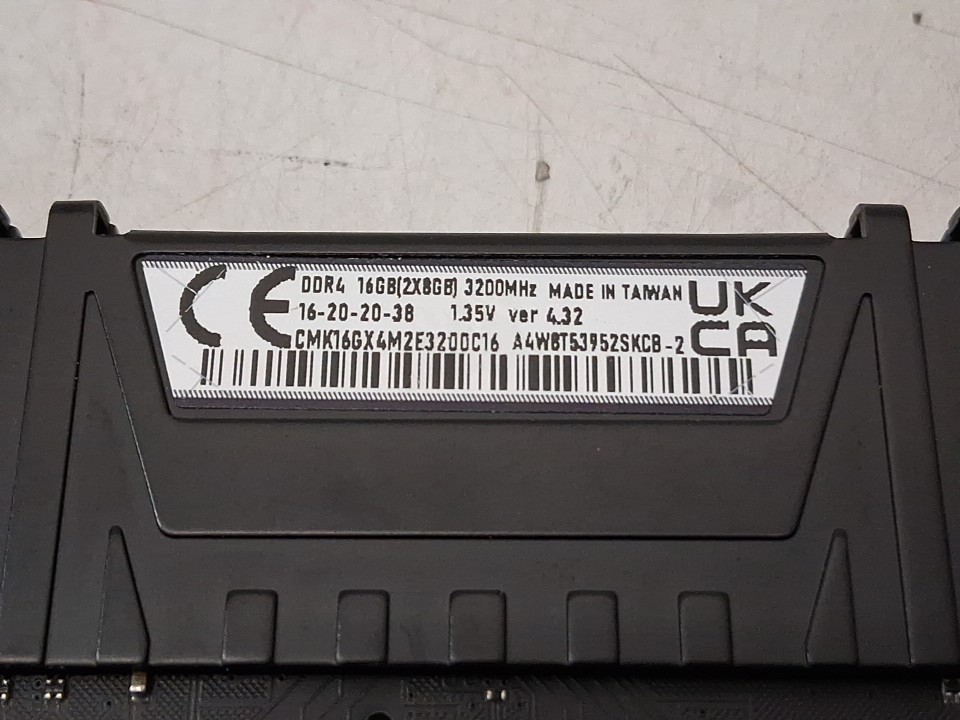 CE DDR4 16GB(2X8GB) 3200MHz MADE IN TAIWAN UK
16-20-20-38 1.35V ver 4.32
CMK16GX4M2E3200C16 A4WBT53952SKCB-2 CA